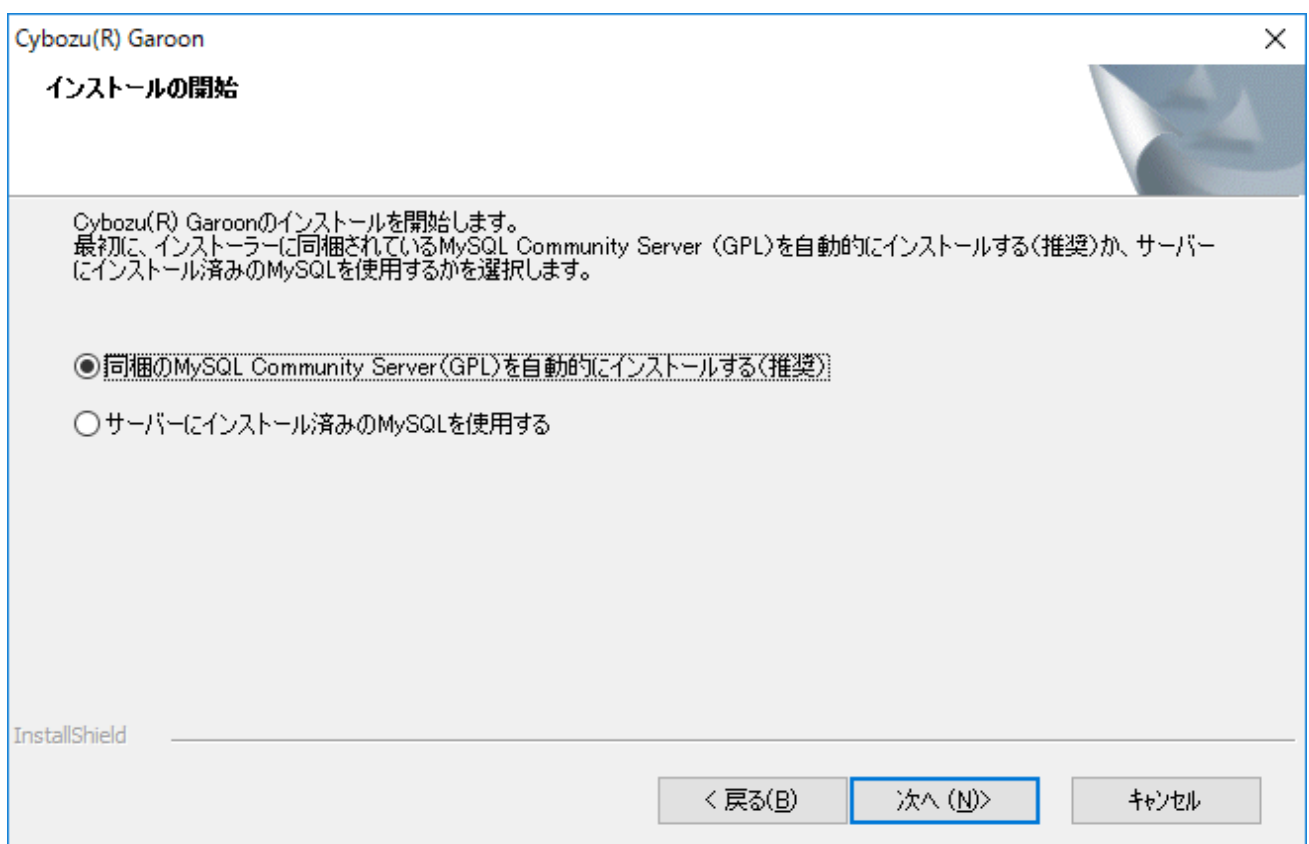 Cybozu(R) Garoon
インストールの開始
Cybozu(R) Garoonのインストールを開始します。
最初に、インストーラーに同梱されているMySQL Community Server (GPL)を自動的にインストールする(推奨)か、サーバー
にインストール済みのMySQLを使用するかを選択します。
同梱のMySQL Community Server(GPL)を自動的にインストールする(推奨)
サーバーにインストール済みのMySQLを使用する
InstallShield
< 戻る(B) 次へ (N)> キャンセル